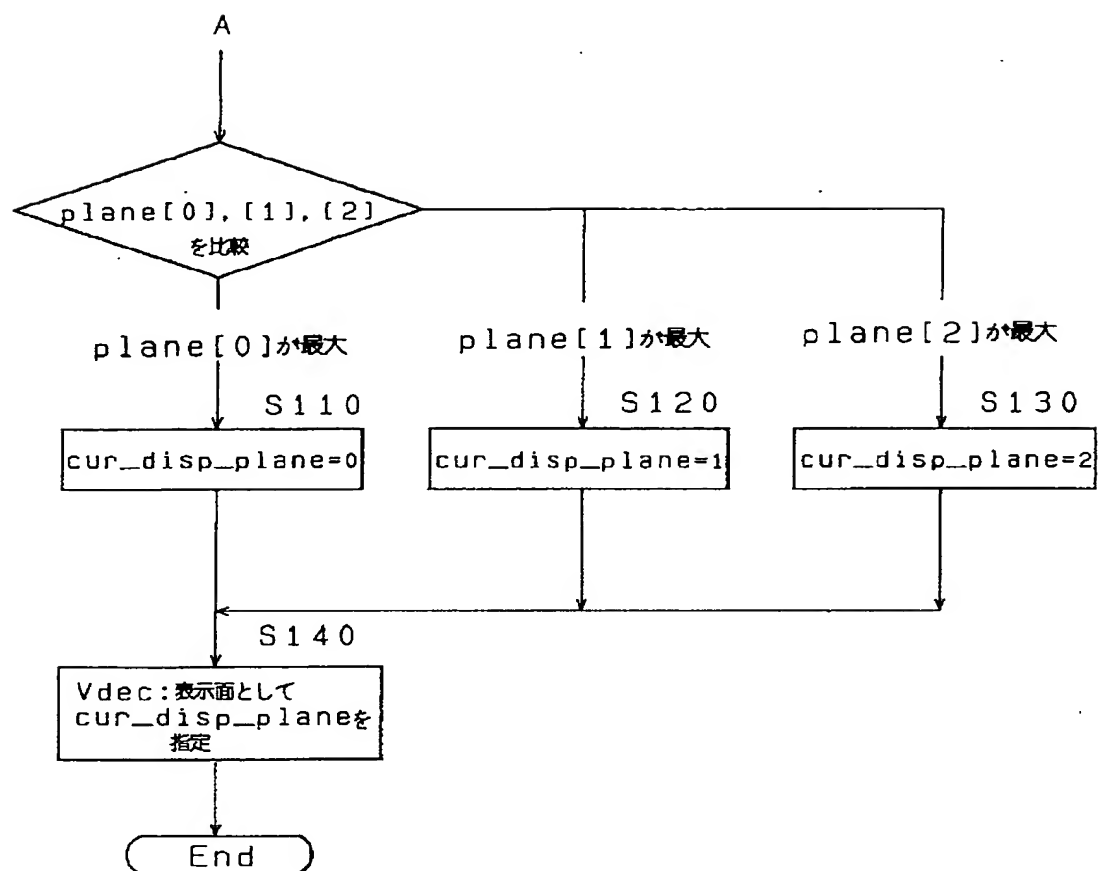 A
plane[0],[1],[2]
を比較
plane[0]が最大
plane[1]が最大
plane[2]が最大
S110
S120
S130
cur_disp_plane=0
cur_disp_plane=1
cur_disp_plane=2
S140
Vdec:表示面として
cur_disp_planeを
指定
End